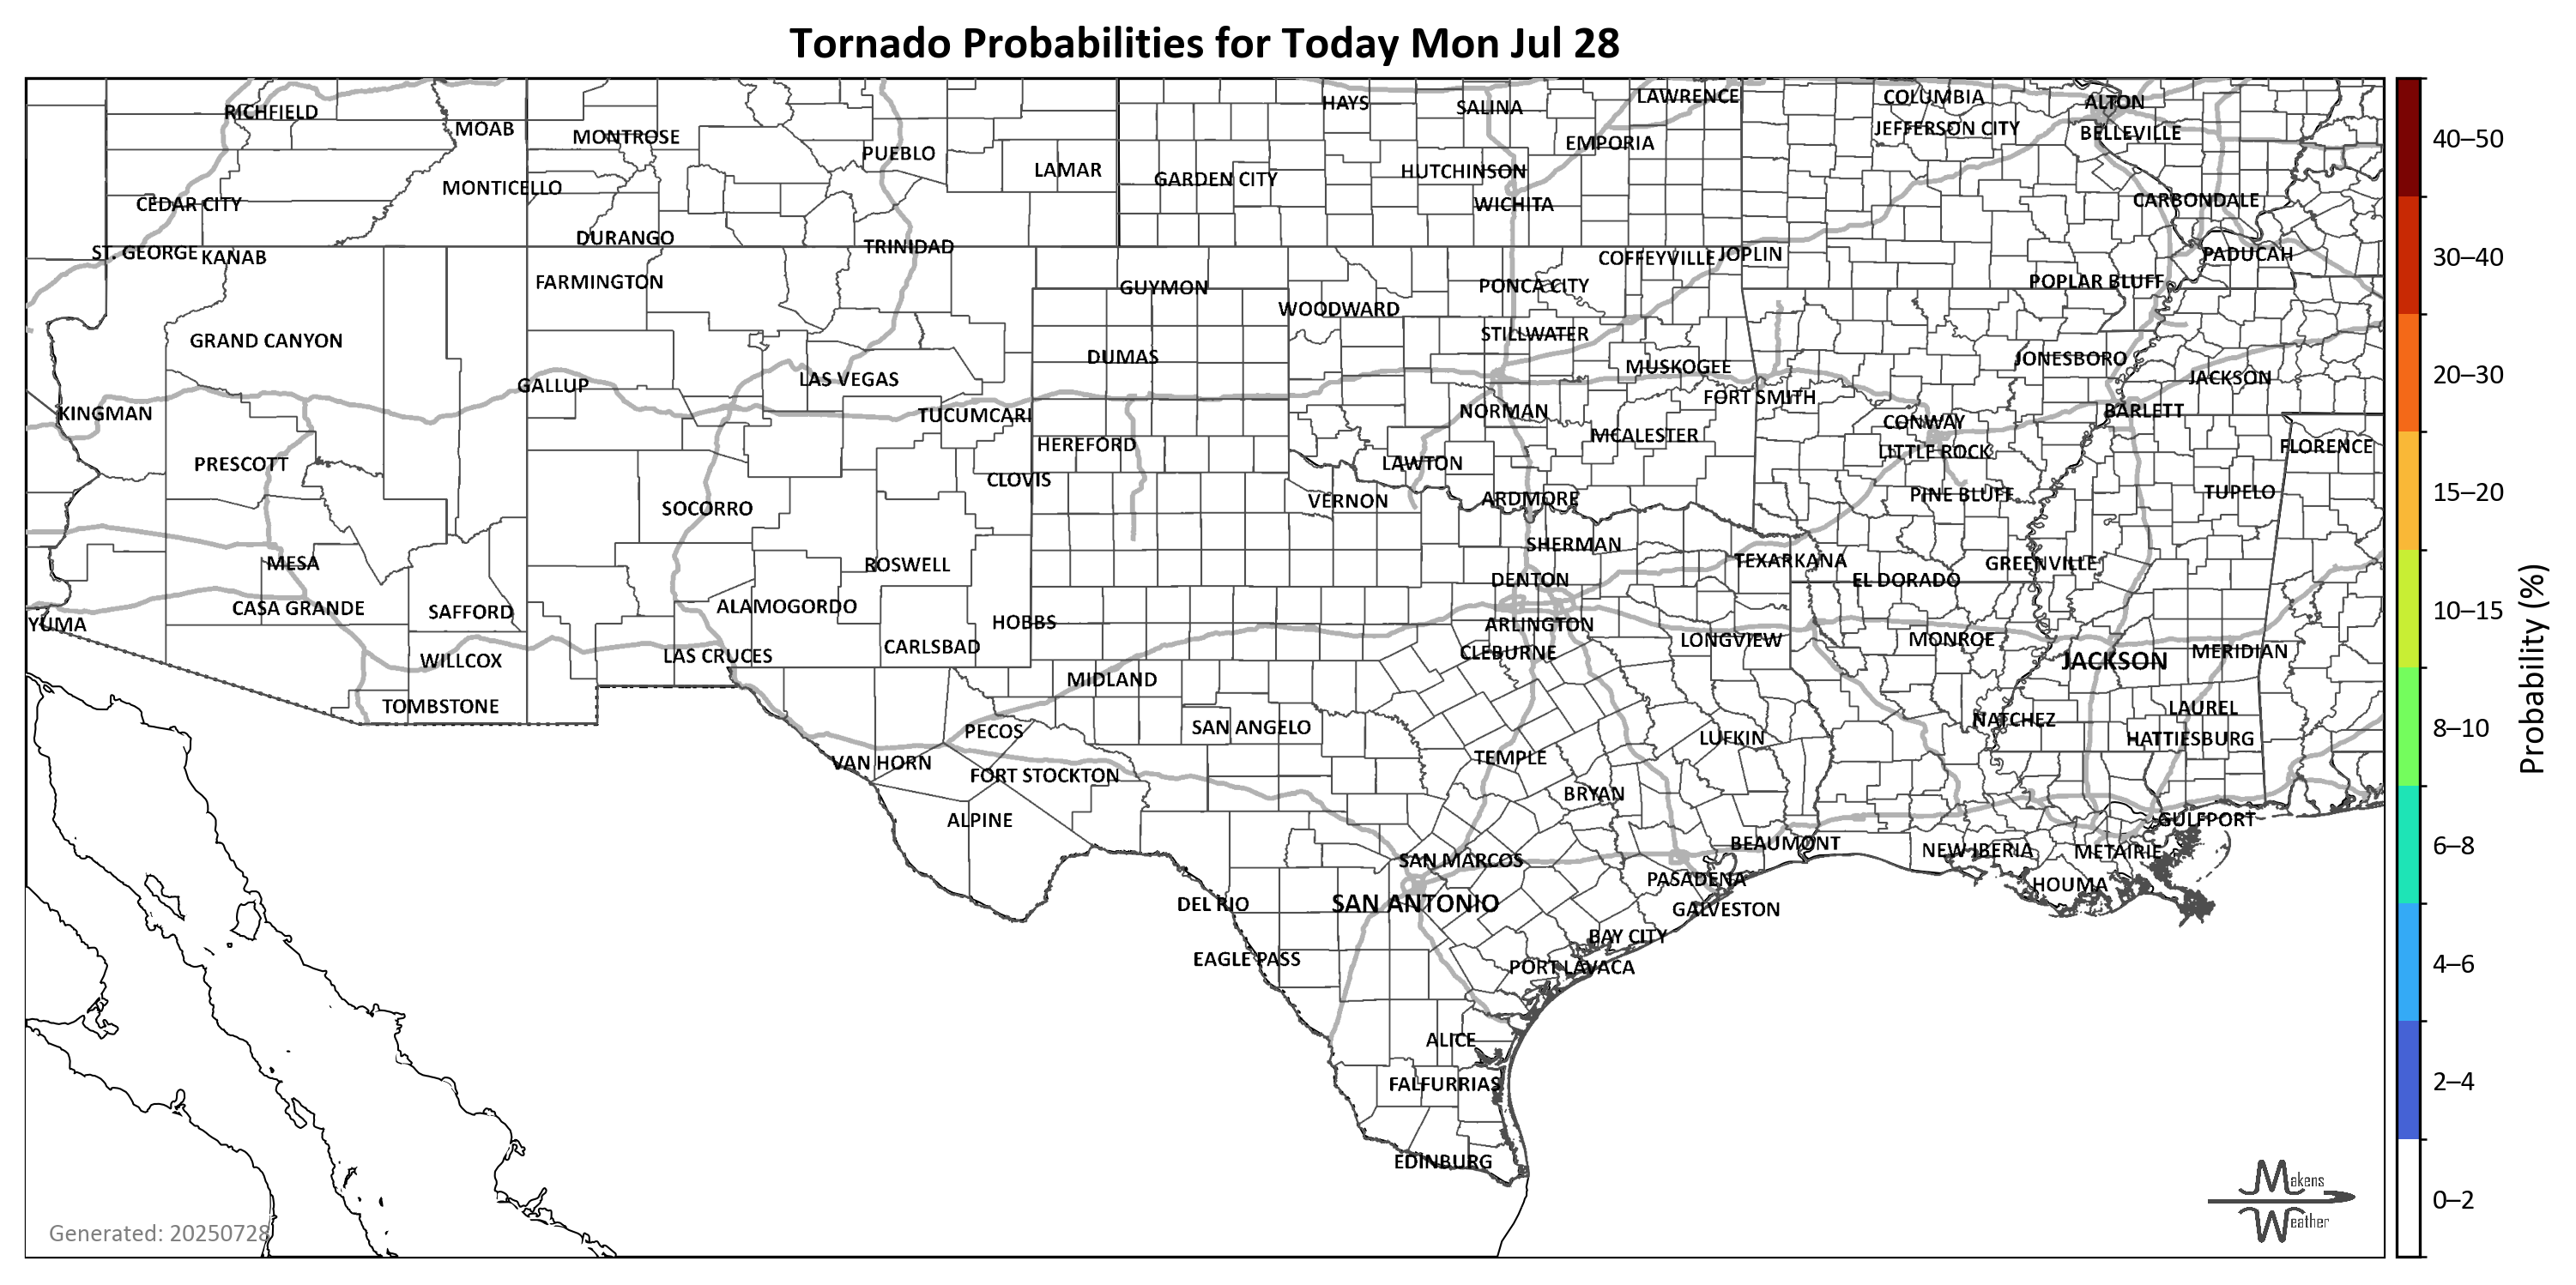 Tornado Probabilities for Today Mon Jul 28
RICHFIELD
MOAB
MONTROSE
PUEBLO
LAMAR
HAYS
SALINA
LAWRENCE
COLUMBIA
ALTON
JEFFERSON CITY
BELLEVILLE
EMPORIA
GARDEN CITY
HUTCHINSON
MONTICELLO
CEDAR CITY
WICHITA
CARBONDALE
DURANGO
TRINIDAD
ST. GEORGE
KANAB
COFFEYVILLE
JOPLIN
PADUCAH
FARMINGTON
GUYMON
PONCA CITY
POPLAR BLUFF
WOODWARD
GRAND CANYON
STILLWATER
DUMAS
JONESBORO
MUSKOGEE
LAS VEGAS
JACKSON
GALLUP
FORT SMITH
KINGMAN
TUCUMCARI
NORMAN
BARLETT
CONWAY
MCALESTER
HEREFORD
LITTLE ROCK
FLORENCE
PRESCOTT
LAWTON
CLOVIS
VERNON
ARDMORE
PINE BLUFF
TUPELO
SOCORRO
SHERMAN
MESA
ROSWELL
TEXARKANA
GREENVILLE
DENTON
EL DORADO
CASA GRANDE
SAFFORD
ALAMOGORDO
HOBBS
YUMA
ARLINGTON
CARLSBAD
LONGVIEW
MONROE
WILLCOX
LAS CRUCES
CLEBURNE
JACKSON
MERIDIAN
MIDLAND
TOMBSTONE
LAUREL
PECOS
SAN ANGELO
NATCHEZ
LUFKIN
HATTIESBURG
VAN HORN
FORT STOCKTON
TEMPLE
BRYAN
ALPINE
GULFPORT
BEAUMONT
SAN MARCOS
NEW IBERIA
METAIRIE
PASADENA
HOUMA
DEL RIO
SAN ANTONIO
GALVESTON
BAY CITY
EAGLE PASS
PORT LAVACA
ALICE
FALFURRIAS
EDINBURG
Generated: 20250728
Makens
Weather
40–50
30–40
20–30
15–20
10–15
8–10
6–8
4–6
2–4
0–2
Probability (%)